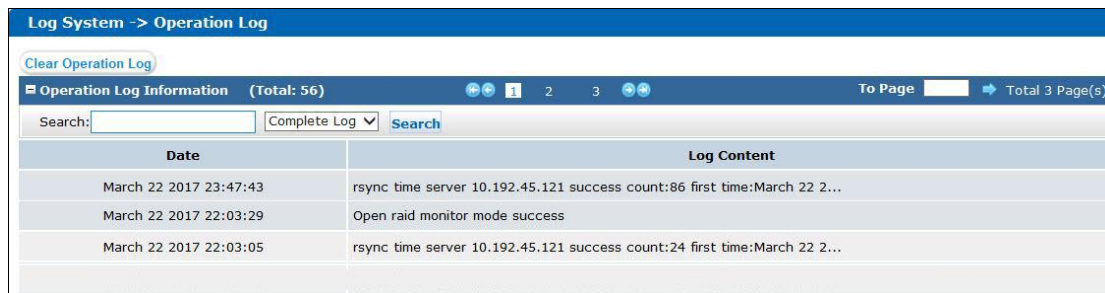 Log System -> Operation Log
Clear Operation Log
Operation Log Information (Total: 56) 1 2 3 To Page Total 3 Page(s)
Search: Complete Log Search
Date Log Content
March 22 2017 23:47:43 rsync time server 10.192.45.121 success count:86 first time:March 22 2...
March 22 2017 22:03:29 Open raid monitor mode success
March 22 2017 22:03:05 rsync time server 10.192.45.121 success count:24 first time:March 22 2...